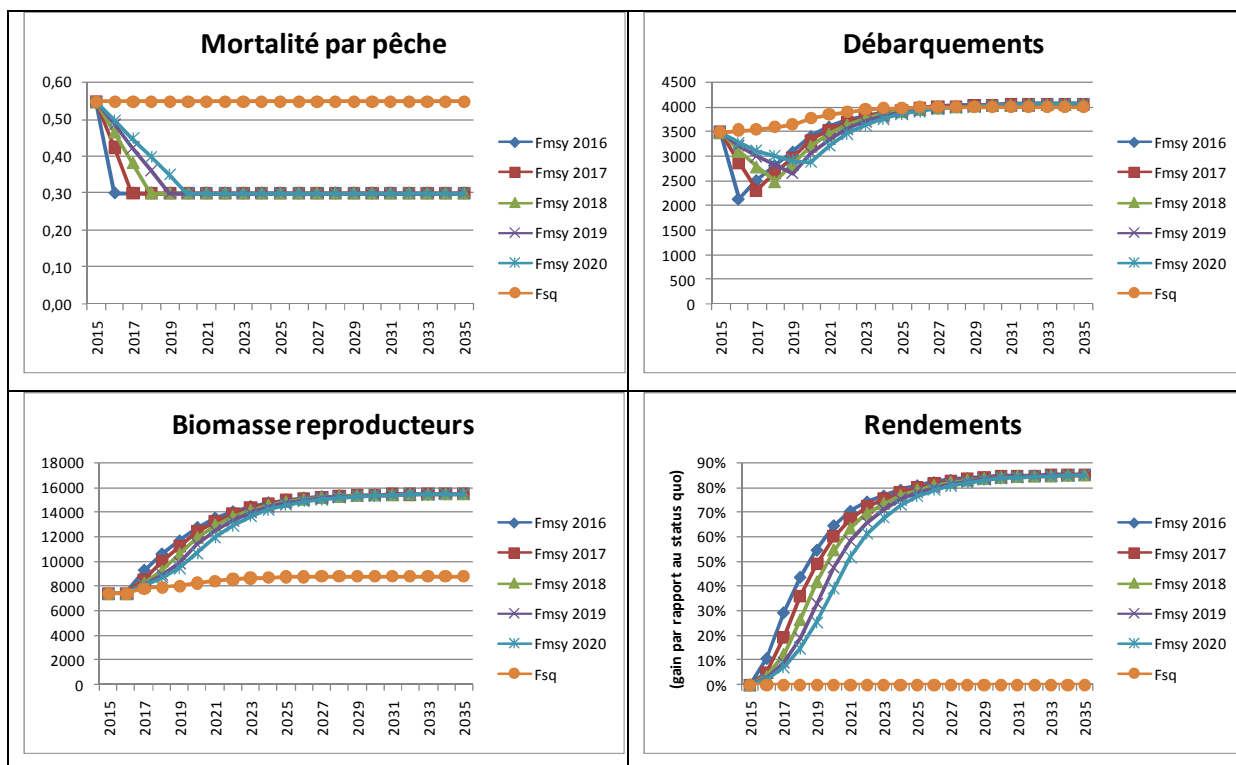 Mortalité par pêche
0,60
0,50
0,40
0,30
0,20
0,10
0,00
2015
2017
2019
2021
2023
2025
2027
2029
2031
2033
2035
Fmsy 2016
Fmsy 2017
Fmsy 2018
Fmsy 2019
Fmsy 2020
Fsq
Débarquements
4500
4000
3500
3000
2500
2000
1500
1000
500
0
2015
2017
2019
2021
2023
2025
2027
2029
2031
2033
2035
Fmsy 2016
Fmsy 2017
Fmsy 2018
Fmsy 2019
Fmsy 2020
Fsq
Biomasse reproducteurs
18000
16000
14000
12000
10000
8000
6000
4000
2000
0
2015
2017
2019
2021
2023
2025
2027
2029
2031
2033
2035
Fmsy 2016
Fmsy 2017
Fmsy 2018
Fmsy 2019
Fmsy 2020
Fsq
Rendements
(gain par rapport au status quo)
90%
80%
70%
60%
50%
40%
30%
20%
10%
0%
2015
2017
2019
2021
2023
2025
2027
2029
2031
2033
2035
Fmsy 2016
Fmsy 2017
Fmsy 2018
Fmsy 2019
Fmsy 2020
Fsq